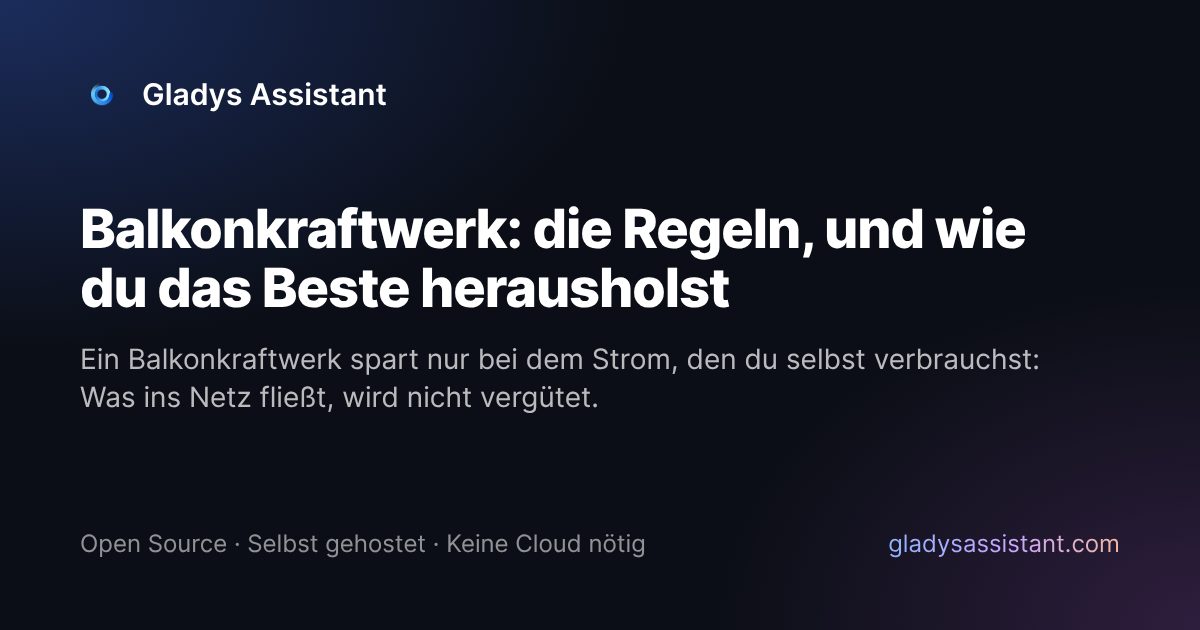 Gladys Assistant
Balkonkraftwerk: die Regeln, und wie
du das Beste herausholst
Ein Balkonkraftwerk spart nur bei dem Strom, den du selbst verbrauchst:
Was ins Netz fließt, wird nicht vergütet.
Open Source · Selbst gehostet · Keine Cloud nötig
gladysassistant.com